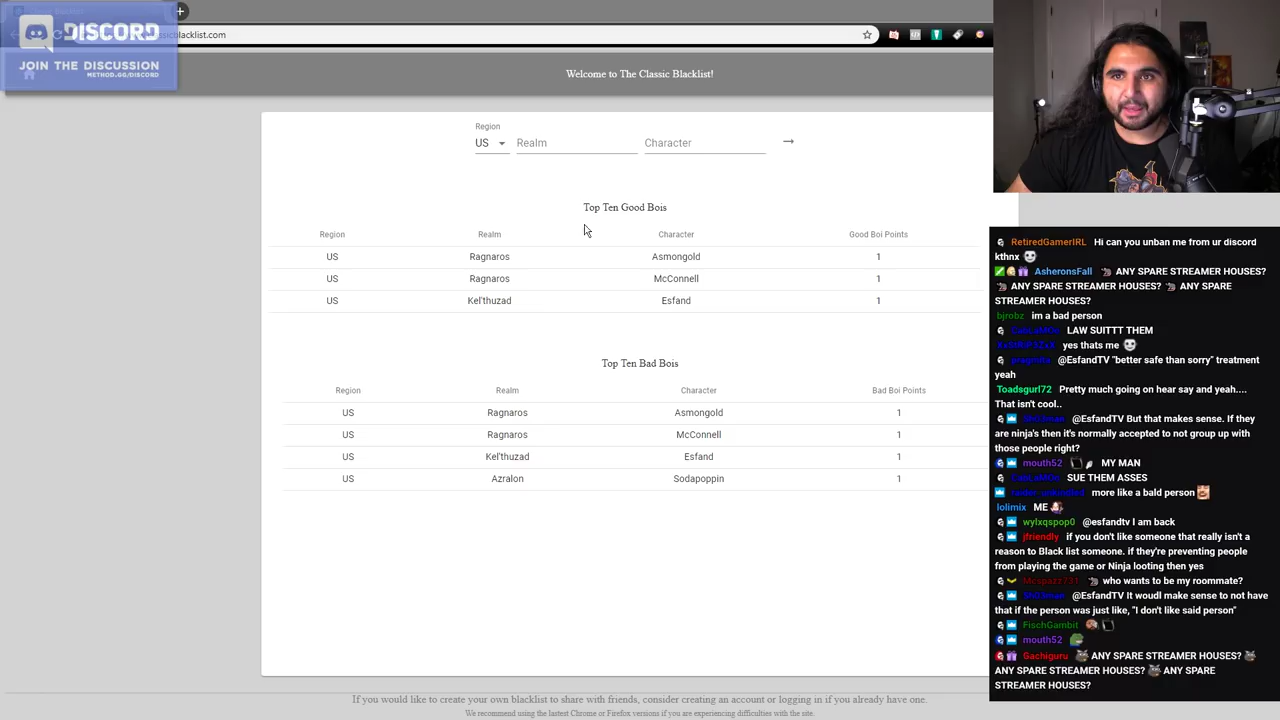 DISCORD
JOIN THE DISCUSSION
METHOD.GG/DISCORD
sicblacklist.com
Welcome to The Classic Blacklist!
Region
US Realm Character →
Top Ten Good Bois
Region Realm Character Good Boi Points
US Ragnaros Asmongold 1
US Ragnaros McConnell 1
US Kel'thuzad Esfand 1
Top Ten Bad Bois
Region Realm Character Bad Boi Points
US Ragnaros Asmongold 1
US Ragnaros McConnell 1
US Kel'thuzad Esfand 1
US Azralon Sodapoppin 1
If you would like to create your own blacklist to share with friends, consider creating an account or logging in if you already have one.
We recommend using the lastest Chrome or Firefox versions if you are experiencing difficulties with the site.
RetiredGamerIRL Hi can you unban me from ur discord
kthnx
AsheronsFall ANY SPARE STREAMER HOUSES?
ANY SPARE STREAMER HOUSES? ANY SPARE
STREAMER HOUSES?
bjrobz im a bad person
LAW SUITTT THEM
yes thats me
@EsfandTV "better safe than sorry" treatment
yeah
Toadsgurl72 Pretty much going on hear say and yeah....
That isn't cool..
@EsfandTV But that makes sense. If they
are ninja's then it's normally accepted to not group up with
those people right?
mouth52 MY MAN
SUE THEM ASSES
more like a bald person
lolimix ME
wylxqspop0 @esfandtv I am back
jfriendly if you don't like someone that really isn't a
reason to Black list someone. if they're preventing people
from playing the game or Ninja looting then yes
who wants to be my roommate?
@EsfandTV It woudl make sense to not have
that if the person was just like, "I don't like said person"
FischGambit
mouth52
Gachiguru ANY SPARE STREAMER HOUSES?
ANY SPARE STREAMER HOUSES? ANY SPARE
STREAMER HOUSES?